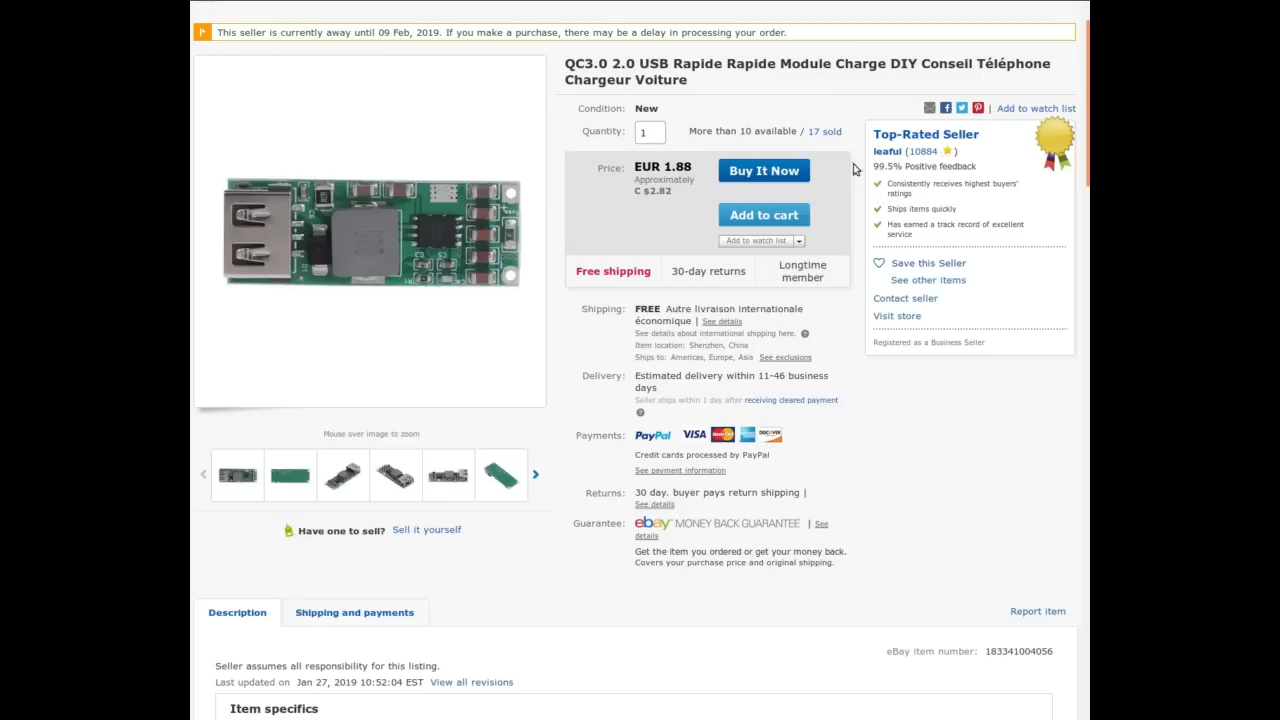 This seller is currently away until 09 Feb, 2019. If you make a purchase, there may be a delay in processing your order.
QC3.0 2.0 USB Rapide Rapide Module Charge DIY Conseil Téléphone
Chargeur Voiture
Condition: New
Quantity: 1 More than 10 available / 17 sold
Price: EUR 1.88
Approximately
C $2.82
Buy It Now
Add to cart
Add to watch list
Free shipping
30-day returns
Longtime
member
Shipping: FREE Autre livraison internationale
économique | See details
See details about international shipping here.
Item location: Shenzhen, China
Ships to: Americas, Europe, Asia See exclusions
Delivery: Estimated delivery within 11-46 business
days
Seller ships within 1 day after receiving cleared payment .
Payments: PayPal VISA MasterCard DISCOVER
Credit cards processed by PayPal
See payment information
Returns: 30 day. buyer pays return shipping |
See details
Guarantee: ebay MONEY BACK GUARANTEE | See
details
Get the item you ordered or get your money back.
Covers your purchase price and original shipping.
| Add to watch list
Top-Rated Seller
leaful (10884 )
99.5% Positive feedback
Consistently receives highest buyers'
ratings
Ships items quickly
Has earned a track record of excellent
service
Save this Seller
See other items
Contact seller
Visit store
Registered as a Business Seller
Mouse over image to zoom
Have one to sell? Sell it yourself
Description
Shipping and payments
Report item
eBay item number: 183341004056
Seller assumes all responsibility for this listing.
Last updated on Jan 27, 2019 10:52:04 EST View all revisions
Item specifics